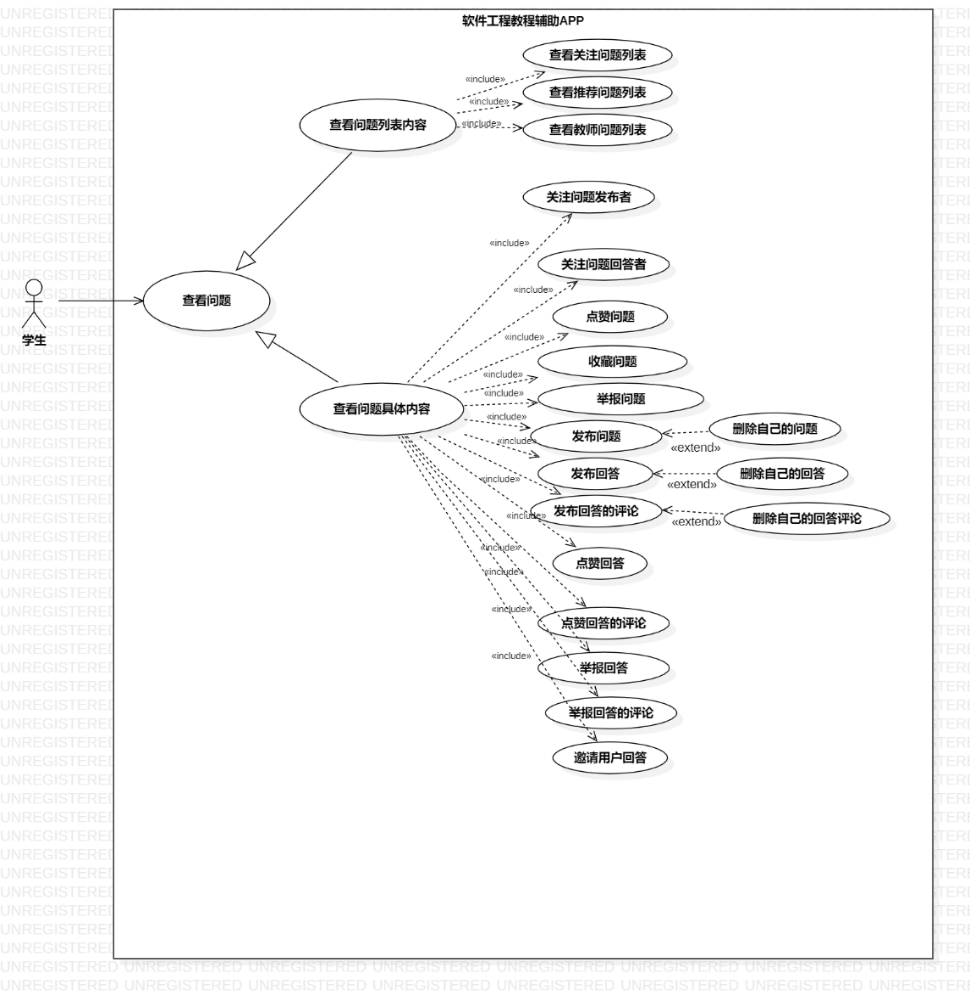 软件工程教程辅助APP
查看关注问题列表
«include»
查看推荐问题列表
«include»
查看问题列表内容
«include»
查看教师问题列表
关注问题发布者
«include»
关注问题回答者
«include»
查看问题
学生
点赞问题
«include»
收藏问题
«include»
查看问题具体内容
«include»
举报问题
«include»
发布问题
删除自己的问题
«extend»
«include»
发布回答
删除自己的回答
«extend»
«include»
发布回答的评论
«include»
删除自己的回答评论
«extend»
«include»
点赞回答
«include»
«include»
点赞回答的评论
«include»
举报回答
举报回答的评论
邀请用户回答
UNREGISTERED UNREGISTERED UNREGISTERED UNREGISTERED UNREGISTERED UNREGISTERED UNREGISTERED
UNREGISTERED UNREGISTERED UNREGISTERED UNREGISTERED UNREGISTERED UNREGISTERED UNREGISTERED